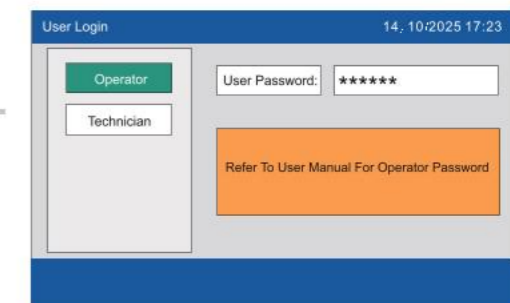 User Login
14, 10/2025 17:23
Operator
User Password:
******
Technician
Refer To User Manual For Operator Password